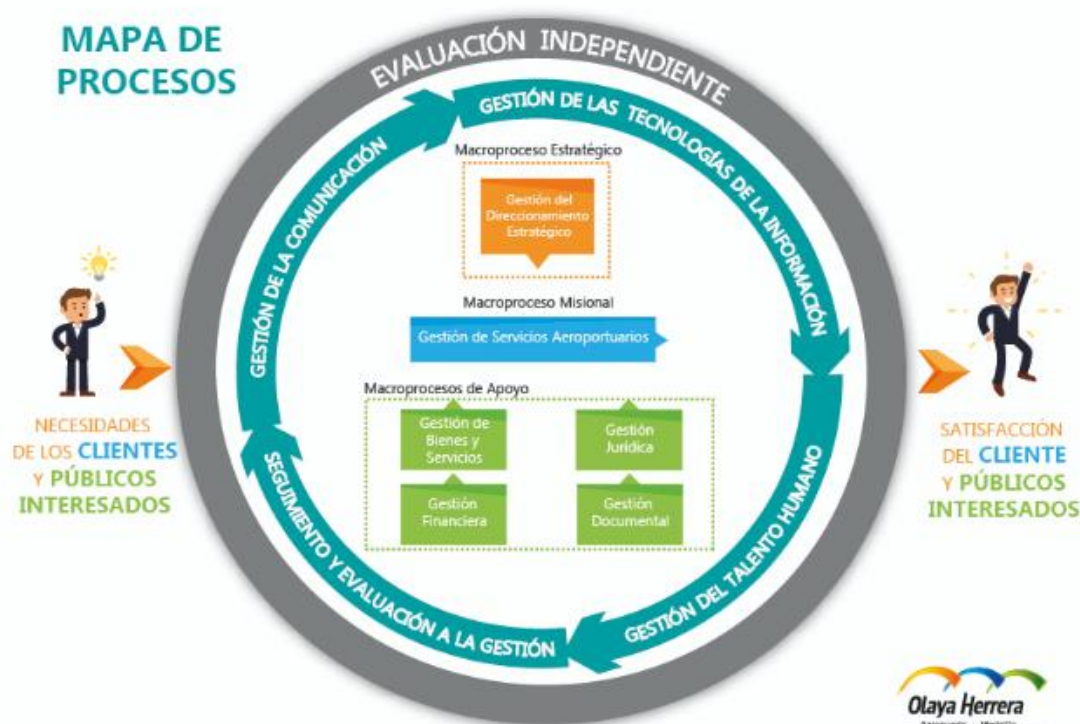 MAPA DE
PROCESOS
EVALUACIÓN INDEPENDIENTE
GESTIÓN DE LAS TECNOLOGÍAS DE LA INFORMACIÓN
GESTIÓN DE LA COMUNICACIÓN
Macroproceso Estratégico
Gestión del
Direccionamiento
Estratégico
Macroproceso Misional
Gestión de Servicios Aeroportuarios
Macroprocesos de Apoyo
Gestión de
Bienes y
Servicios
Gestión
Jurídica
Gestión
Financiera
Gestión
Documental
NECESIDADES
DE LOS CLIENTES
Y PÚBLICOS
INTERESADOS
SATISFACCIÓN
DEL CLIENTE
Y PÚBLICOS
INTERESADOS
SEGUIMIENTO Y EVALUACIÓN A LA GESTIÓN
GESTIÓN DEL TALENTO HUMANO
Olaya Herrera